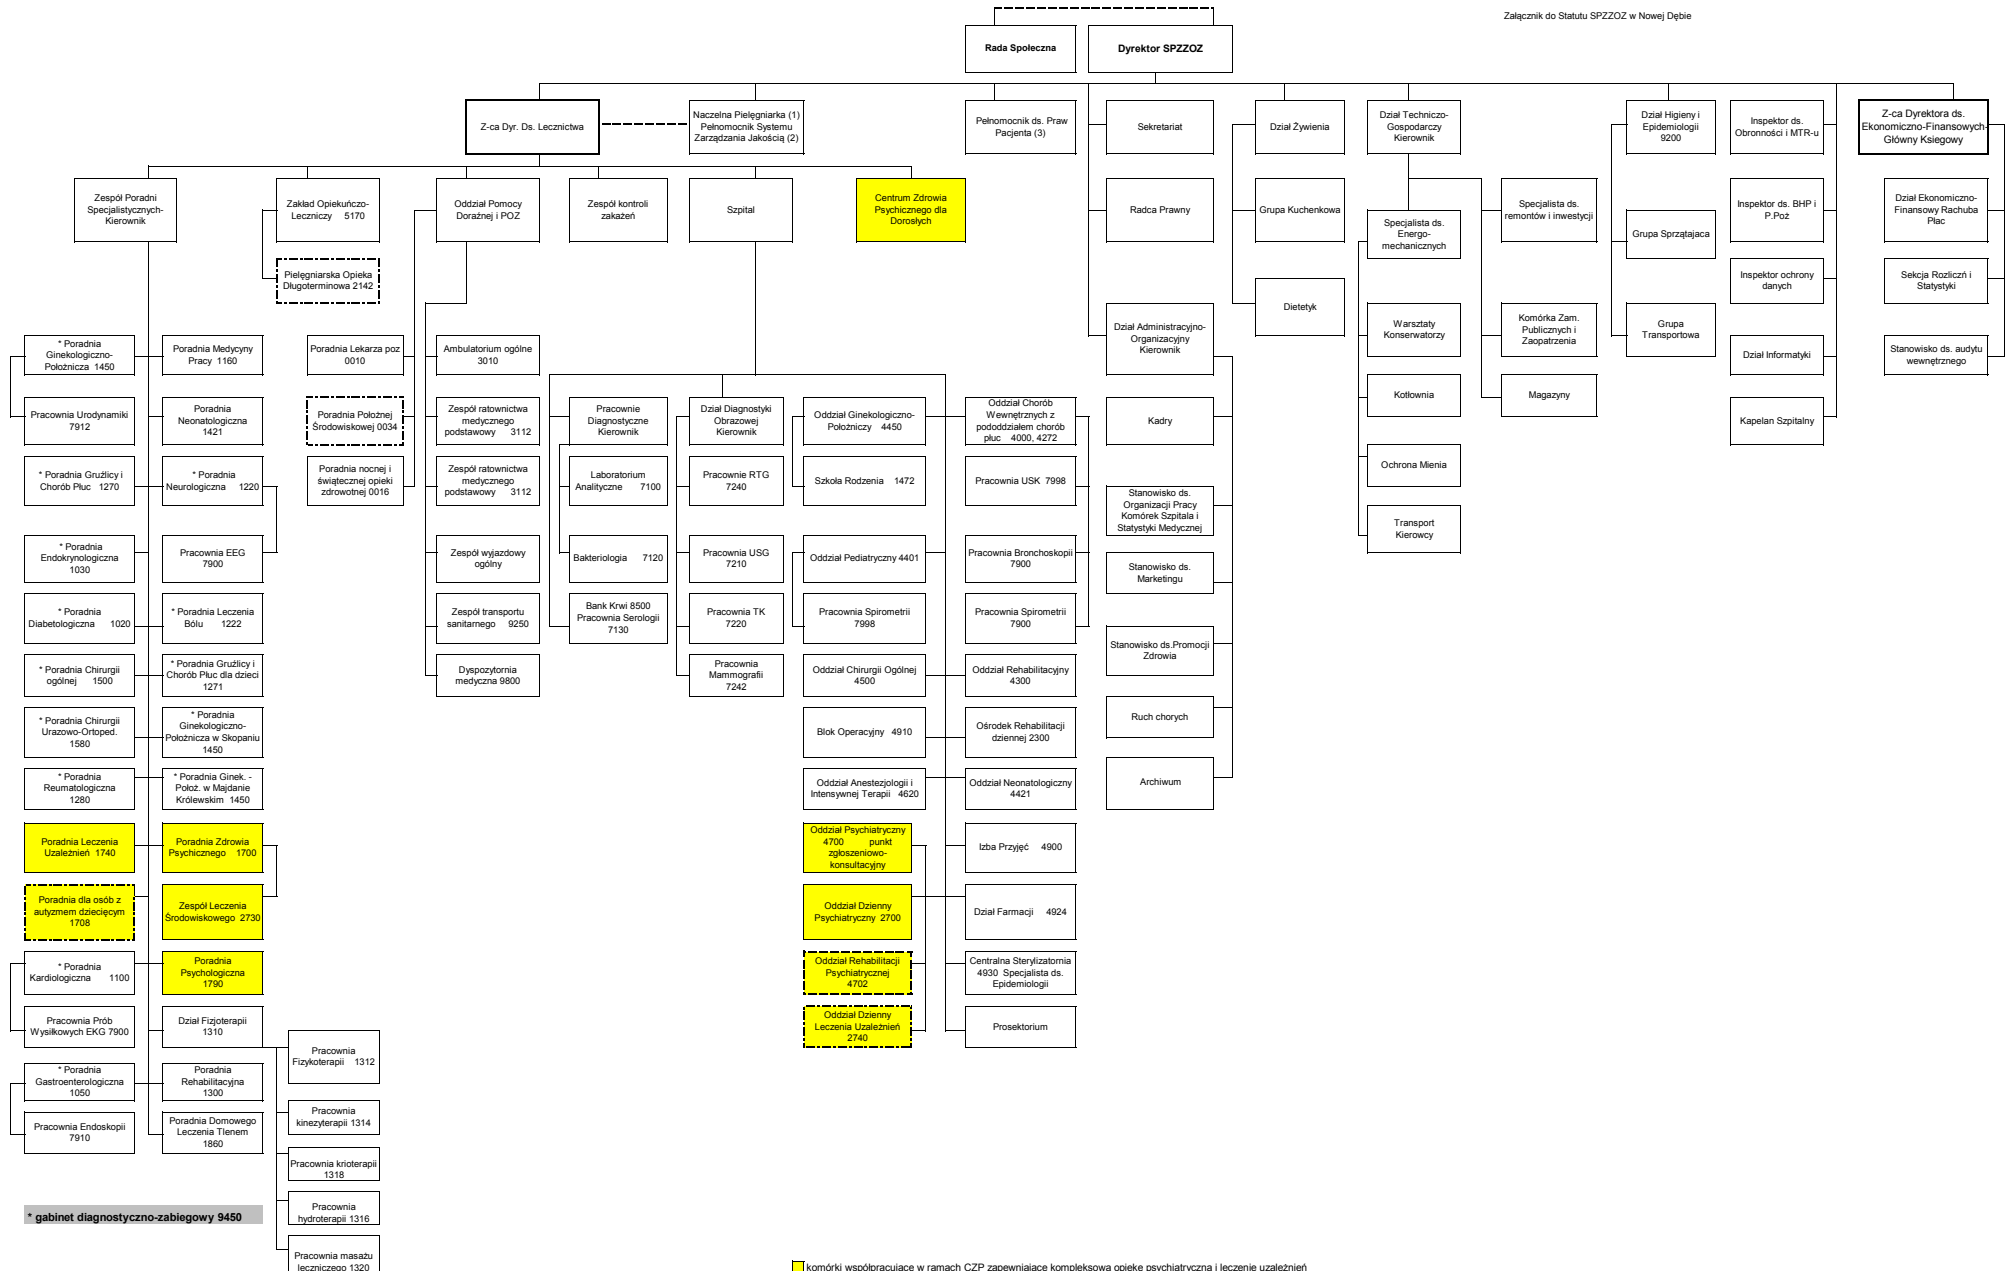 Załącznik do Statutu SPZZOZ w Nowej Dębie
Rada Społeczna
Dyrektor SPZZOZ
Z-ca Dyr. Ds. Lecznictwa
Naczelna Pielęgniarka (1)
Pełnomocnik Systemu
Zarządzania Jakością (2)
Pełnomocnik ds. Praw
Pacjenta (3)
Sekretariat
Dział Żywienia
Dział Techniczo-
Gospodarczy
Kierownik
Dział Higieny i
Epidemiologii
9200
Inspektor ds.
Obronności i MTR-u
Z-ca Dyrektora ds.
Ekonomiczno-Finansowych-
Główny Ksiegowy
Zespół Poradni
Specjalistycznych-
Kierownik
Zakład Opiekuńczo-
Leczniczy 5170
Oddział Pomocy
Doraźnej i POZ
Zespół kontroli
zakażeń
Szpital
Centrum Zdrowia
Psychicznego dla
Dorosłych
Radca Prawny
Grupa Kuchenkowa
Specjalista ds.
Energo-
mechanicznych
Specjalista ds.
remontów i inwestycji
Grupa Sprzątajaca
Inspektor ds. BHP i
P.Poż
Dział Ekonomiczno-
Finansowy Rachuba
Płac
Pielęgniarska Opieka
Długoterminowa 2142
Dietetyk
Inspektor ochrony
danych
Sekcja Rozliczń i
Statystyki
Dział Administracyjno-
Organizacyjny
Kierownik
Warsztaty
Konserwatorzy
Komórka Zam.
Publicznych i
Zaopatrzenia
Grupa
Transportowa
Dział Informatyki
Stanowisko ds. audytu
wewnętrznego
* Poradnia
Ginekologiczno-
Położnicza 1450
Poradnia Medycyny
Pracy 1160
Poradnia Lekarza poz
0010
Ambulatorium ogólne
3010
Pracownia Urodynamiki
7912
Poradnia
Neonatologiczna
1421
Poradnia Położnej
Środowiskowej 0034
Zespół ratownictwa
medycznego
podstawowy 3112
Pracownie
Diagnostyczne
Kierownik
Dział Diagnostyki
Obrazowej
Kierownik
Oddział Ginekologiczno-
Położniczy 4450
Oddział Chorób
Wewnętrznych z
pododdziałem chorób
płuc 4000, 4272
Kadry
Kotłownia
Magazyny
Kapelan Szpitalny
* Poradnia Gruźlicy i
Chorób Płuc 1270
* Poradnia
Neurologiczna 1220
Poradnia nocnej i
świątecznej opieki
zdrowotnej 0016
Zespół ratownictwa
medycznego
podstawowy 3112
Laboratorium
Analityczne 7100
Pracownie RTG
7240
Szkoła Rodzenia 1472
Pracownia USK 7998
Stanowisko ds.
Organizacji Pracy
Komórek Szpitala i
Statystyki Medycznej
Ochrona Mienia
Transport
Kierowcy
* Poradnia
Endokrynologiczna
1030
Pracownia EEG
7900
Zespół wyjazdowy
ogólny
Bakteriologia 7120
Pracownia USG
7210
Oddział Pediatryczny 4401
Pracownia Bronchoskopii
7900
Stanowisko ds.
Marketingu
* Poradnia
Diabetologiczna 1020
* Poradnia Leczenia
Bólu 1222
Zespół transportu
sanitarnego 9250
Bank Krwi 8500
Pracownia Serologii
7130
Pracownia TK
7220
Pracownia Spirometrii
7998
Pracownia Spirometrii
7900
Stanowisko ds.Promocji
Zdrowia
* Poradnia Chirurgii
ogólnej 1500
* Poradnia Gruźlicy i
Chorób Płuc dla dzieci
1271
Dyspozytornia
medyczna 9800
Pracownia
Mammografii
7242
Oddział Chirurgii Ogólnej
4500
Oddział Rehabilitacyjny
4300
* Poradnia Chirurgii
Urazowo-Ortoped.
1580
* Poradnia
Ginekologiczno-
Położnicza w Skopaniu
1450
Blok Operacyjny 4910
Ośrodek Rehabilitacji
dziennej 2300
Ruch chorych
* Poradnia
Reumatologiczna
1280
* Poradnia Ginek. -
Położ. w Majdanie
Królewskim 1450
Oddział Anestezjologii i
Intensywnej Terapii 4620
Oddział Neonatologiczny
4421
Archiwum
Poradnia Leczenia
Uzależnień 1740
Poradnia Zdrowia
Psychicznego 1700
Oddział Psychiatryczny
4700 punkt
zgłoszeniowo-
konsultacyjny
Izba Przyjęć 4900
Poradnia dla osób z
autyzmem dziecięcym
1708
Zespół Leczenia
Środowiskowego 2730
Oddział Dzienny
Psychiatryczny 2700
Dział Farmacji 4924
* Poradnia
Kardiologiczna 1100
Poradnia
Psychologiczna
1790
Oddział Rehabilitacji
Psychiatrycznej
4702
Centralna Sterylizatornia
4930 Specjalista ds.
Epidemiologii
Pracownia Prób
Wysiłkowych EKG 7900
Dział Fizjoterapii
1310
Oddział Dzienny
Leczenia Uzależnień
2740
Prosektorium
Pracownia
Fizykoterapii 1312
* Poradnia
Gastroenterologiczna
1050
Poradnia
Rehabilitacyjna
1300
Pracownia
kinezyterapii 1314
Pracownia Endoskopii
7910
Poradnia Domowego
Leczenia Tlenem
1860
Pracownia krioterapii
1318
Pracownia
hydroterapii 1316
* gabinet diagnostyczno-zabiegowy 9450
Pracownia masażu
leczniczego 1320
komórki współpracujące w ramach CZP zapewniające kompleksową opiekę psychiatryczną i leczenie uzależnień